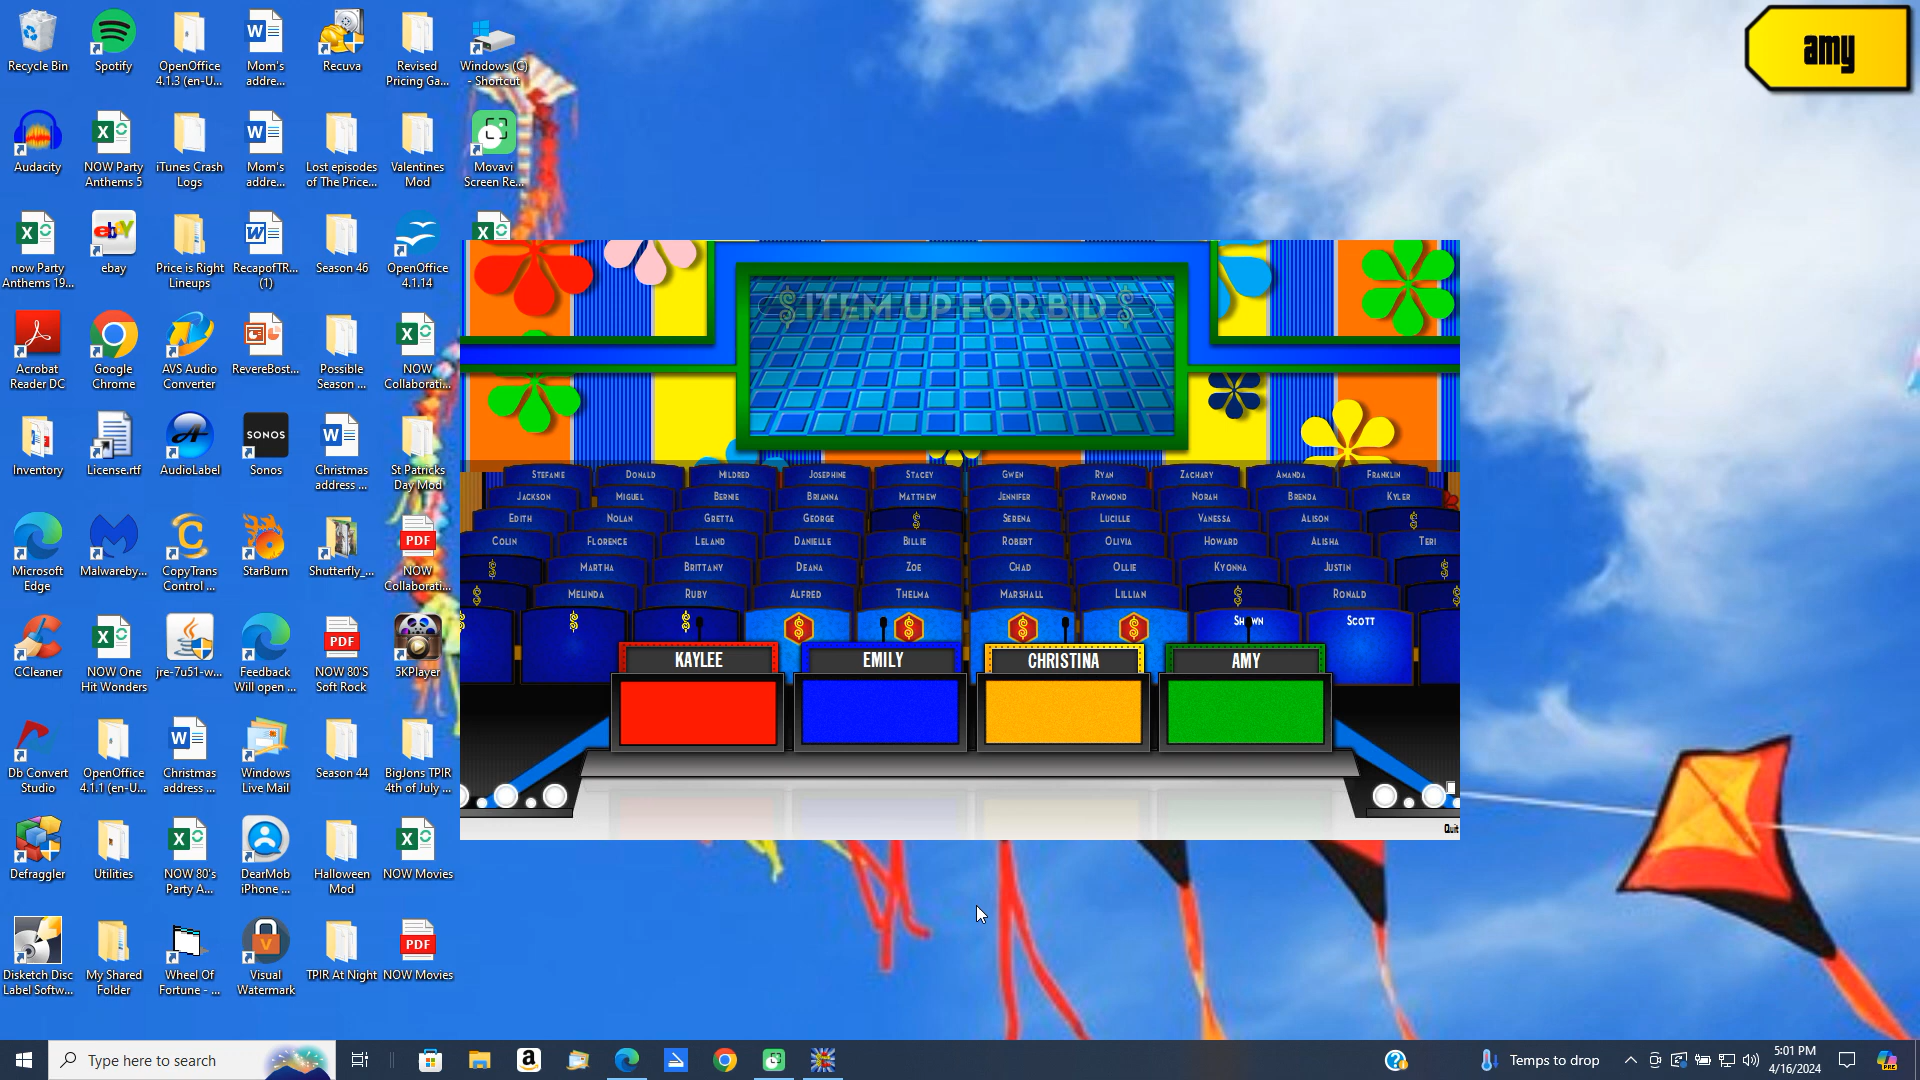 Recycle Bin
Spotify
OpenOffice
4.1.3 (en-U...
Mom's
addre...
Recuva
Revised
Pricing Ga...
Windows (C)
- Shortcut
amy
Audacity
NOW Party
Anthems 5
iTunes Crash
Logs
Mom's
addre...
Lost episodes
of The Price...
Valentines
Mod
Movavi
Screen Re...
now Party
Anthems 19...
ebay
Price is Right
Lineups
RecapofTR...
(1)
Season 46
OpenOffice
4.1.14
Acrobat
Reader DC
Google
Chrome
AVS Audio
Converter
RevereBost...
Possible
Season ...
NOW
Collaborati...
Inventory
License.rtf
AudioLabel
SONOS
Sonos
Christmas
address ...
St Patricks
Day Mod
Microsoft
Edge
Malwareby...
CopyTrans
Control ...
StarBurn
Shutterfly_...
PDF
NOW
Collaborati...
CCleaner
NOW One
Hit Wonders
jre-7u51-w...
Feedback
Will open ...
PDF
NOW 80'S
Soft Rock
5KPlayer
Db Convert
Studio
OpenOffice
4.1.1 (en-U...
Christmas
address ...
Windows
Live Mail
Season 44
BigJons TPIR
4th of July ...
Defraggler
Utilities
NOW 80's
Party A...
DearMob
iPhone ...
Halloween
Mod
NOW Movies
Disketch Disc
Label Softw...
My Shared
Folder
Wheel Of
Fortune - ...
Visual
Watermark
TPIR At Night
PDF
NOW Movies
$ ITEM UP FOR BID $
STEFANIE DONALD MILDRED JOSEPHINE STACEY GWEN RYAN ZACHARY AMANDA FRANKLIN
JACKSON MIGUEL BERNIE BRIANNA MATTHEW JENNIFER RAYMOND NORAH BRENDA KYLER
EDITH NOLAN GRETTA GEORGE $ SERENA LUCILLE VANESSA ALISON $
COLIN FLORENCE LELAND DANIELLE BILLIE ROBERT OLIVIA HOWARD ALISHA TERI
$ MARTHA BRITTANY DEANA ZOE CHAD OLLIE KYONNA JUSTIN $
$ MELINDA RUBY ALFRED THELMA MARSHALL LILLIAN $ RONALD $
$ $ $ $ $ $ SHAWN SCOTT
KAYLEE EMILY CHRISTINA AMY
Quit
Type here to search
Temps to drop
5:01 PM
4/16/2024